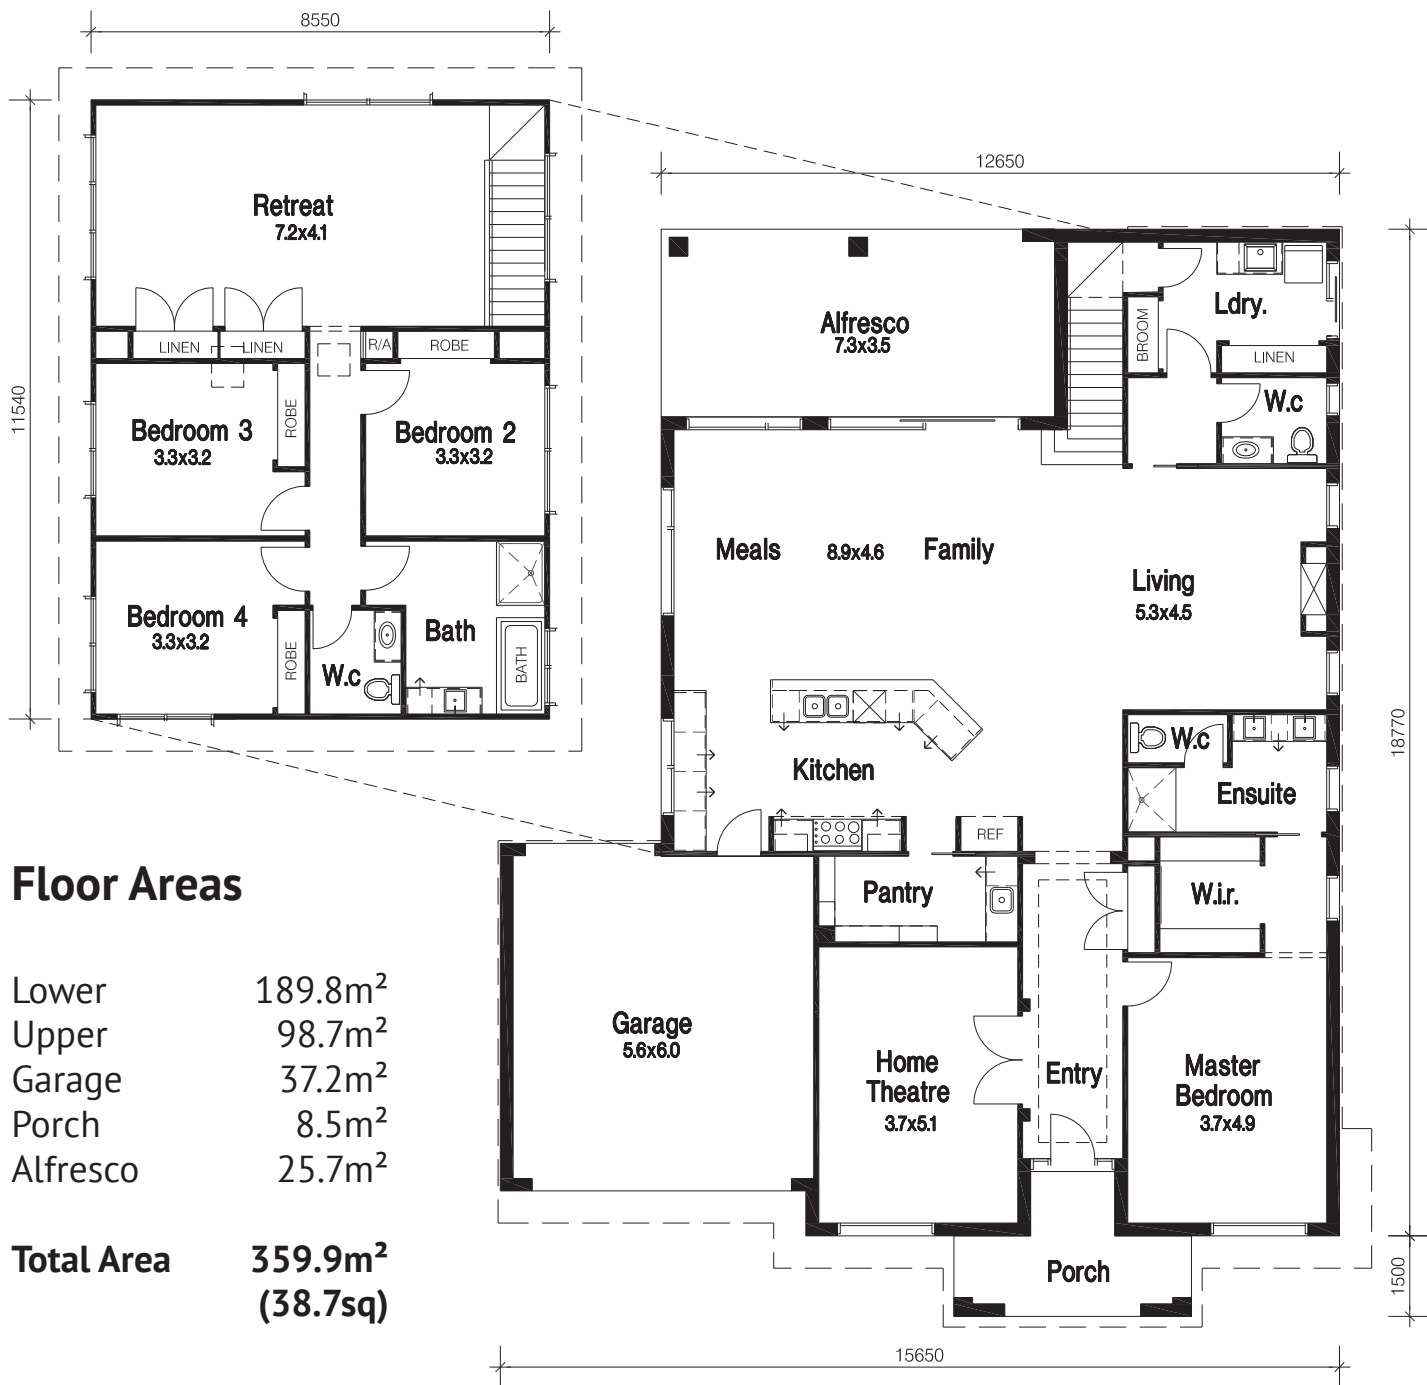 8550
11540
Retreat
7.2x4.1
LINEN
LINEN
R/A
ROBE
Bedroom 3
3.3x3.2
ROBE
Bedroom 2
3.3x3.2
Bedroom 4
3.3x3.2
ROBE
W.c
Bath
BATH
12650
18770
1500
Alfresco
7.3x3.5
BROOM
Ldry.
LINEN
W.c
Meals
8.9x4.6
Family
Living
5.3x4.5
Kitchen
REF
W.c
Ensuite
Pantry
W.i.r.
Garage
5.6x6.0
Home
Theatre
3.7x5.1
Entry
Master
Bedroom
3.7x4.9
Porch
15650
Floor Areas
Lower 189.8m²
Upper 98.7m²
Garage 37.2m²
Porch 8.5m²
Alfresco 25.7m²
Total Area 359.9m²
(38.7sq)